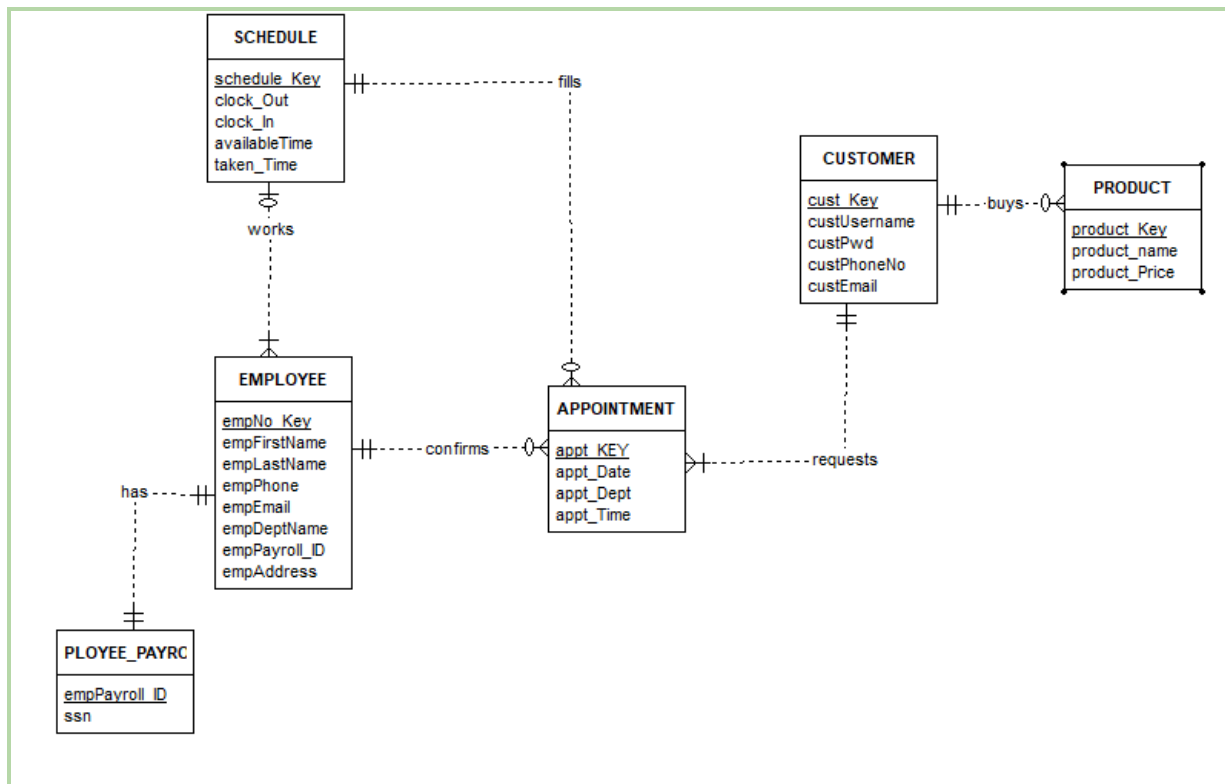 SCHEDULE
schedule_Key
clock_Out
clock_In
availableTime
taken_Time
fills
works
CUSTOMER
cust_Key
custUsername
custPwd
custPhoneNo
custEmail
buys
PRODUCT
product_Key
product_name
product_Price
EMPLOYEE
empNo_Key
empFirstName
empLastName
empPhone
empEmail
empDeptName
empPayroll_ID
empAddress
confirms
APPOINTMENT
appt_KEY
appt_Date
appt_Dept
appt_Time
requests
has
PLOYEE_PAYRO
empPayroll_ID
ssn